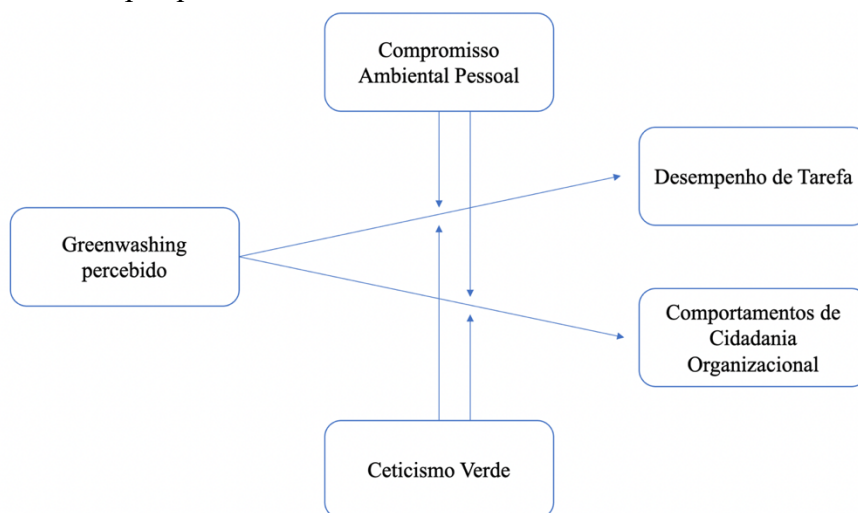 Compromisso
Ambiental Pessoal
Desempenho de Tarefa
Greenwashing
percebido
Comportamentos de
Cidadania
Organizacional
Ceticismo Verde